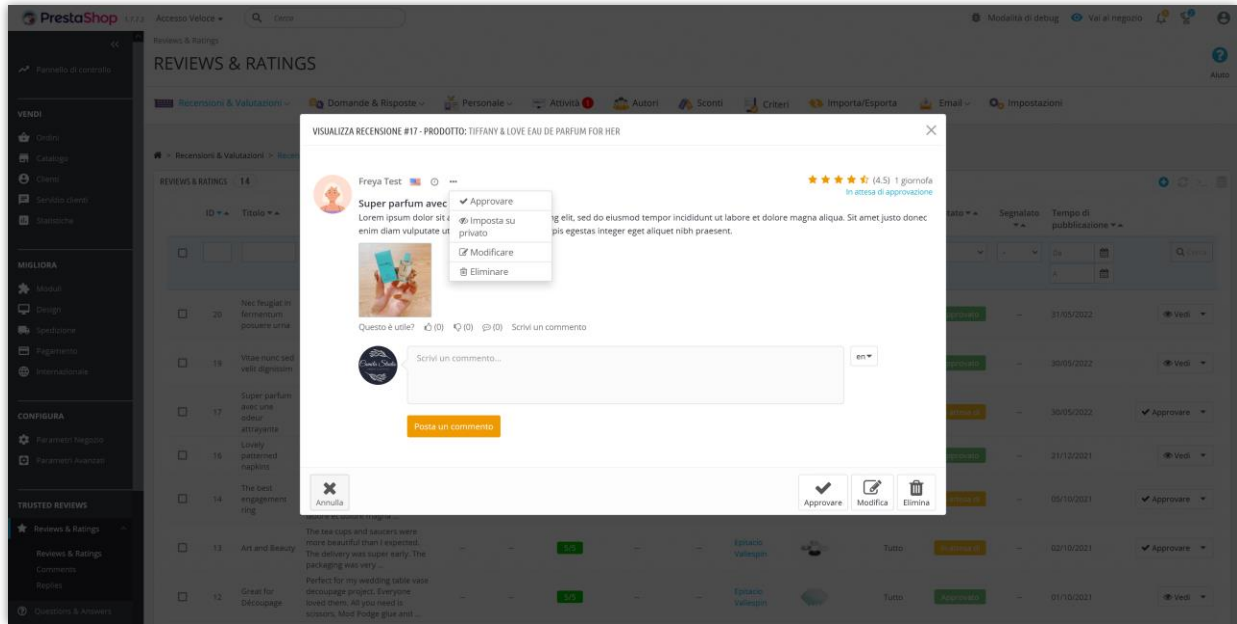 PrestaShop
Accesso Veloce
Cerca
Modalità di debug
Vai al negozio
Reviews & Ratings
REVIEWS & RATINGS
Aiuto
Pannello di controllo
VENDI
Ordini
Catalogo
Clienti
Servizio clienti
Statistiche
MIGLIORA
Moduli
Design
Spedizione
Pagamento
Internazionale
CONFIGURA
Parametri Negozio
Parametri Avanzati
TRUSTED REVIEWS
Reviews & Ratings
Reviews & Ratings
Comments
Replies
Questions & Answers
Recensioni & Valutazioni
Domande & Risposte
Personale
Attività 1
Autori
Sconti
Criteri
Importa/Esporta
Email
Impostazioni
> Recensioni & Valutazioni >
REVIEWS & RATINGS 14
ID Titolo
Segnalato
Tempo di
pubblicazione
Da
A
Cerca
20 Nec feugiat in
fermentum
posuere urna
31/05/2022 Vedi
19 Vitae nunc sed
velit dignissim
30/05/2022 Vedi
17 Super parfum
avec une
odeur
attrayante
30/05/2022 Approvare
16 Lovely
patterned
napkins
21/12/2021 Vedi
14 The best
engagement
ring
05/10/2021 Approvare
13 Art and Beauty
The tea cups and saucers were
more beautiful than I expected.
The delivery was super early. The
packaging was very ...
5/5 Epifacio
Vallespin
Tutto In attesa di 02/10/2021 Approvare
12 Great for
Découpage
Perfect for my wedding table vase
decoupage project. Everyone
loved them. All you need is
scissors, Mod Podge glue and ...
5/5 Epifacio
Vallespin
Tutto Approvato 01/10/2021 Vedi
VISUALIZZA RECENSIONE #17 - PRODOTTO: TIFFANY & LOVE EAU DE PARFUM FOR HER
Freya Test
(4.5) 1 giornofa
In attesa di approvazione
Super parfum avec
Lorem ipsum dolor sit ng elit, sed do eiusmod tempor incididunt ut labore et dolore magna aliqua. Sit amet justo donec
enim diam vulputate ut pis egestas integer eget aliquet nibh praesent.
Approvare
Imposta su
privato
Modificare
Eliminare
Questo è utile? (0) (0) (0) Scrivi un commento
Scrivi un commento...
en
Posta un commento
Annulla
Approvare
Modifica
Elimina